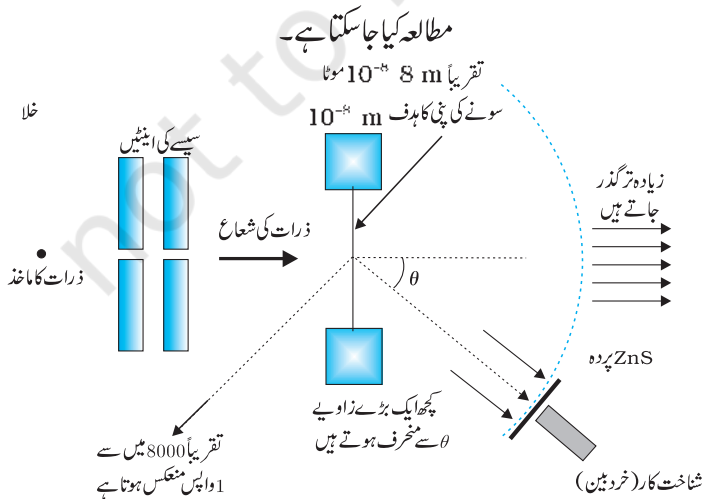 مطالعہ کیا جاسکتا ہے۔
تقریباً 10⁻⁸ 8 m موٹا
سونے کی پنی کا ہدف 10⁻⁸ m
خلا
سیسے کی اینٹیں
زیادہ تر گذر
جاتے ہیں
ذرات کی شعاع
ذرات کا ماخذ
θ
ZnS پردہ
کچھ ایک بڑے زاویے
θ سے منحرف ہوتے ہیں
تقریباً 8000 میں سے
1 واپس منعکس ہوتا ہے
شناخت کار (خردبین)
not to